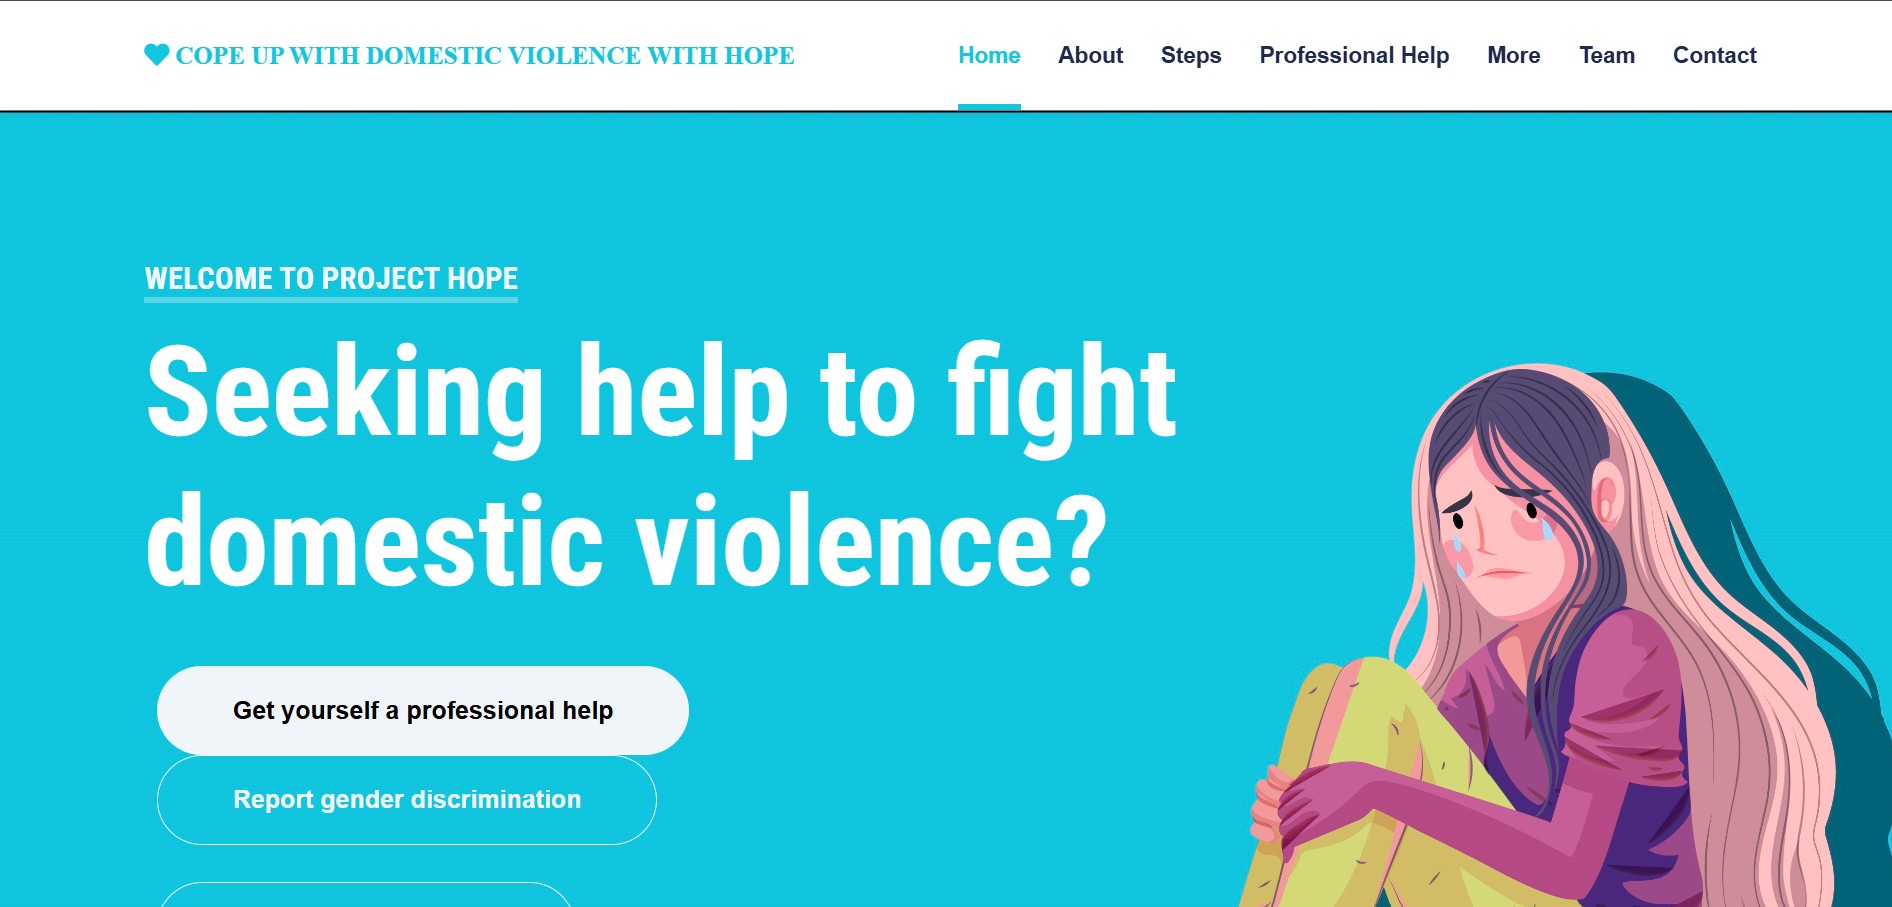 COPE UP WITH DOMESTIC VIOLENCE WITH HOPE
Home About Steps Professional Help More Team Contact
WELCOME TO PROJECT HOPE
Seeking help to fight
domestic violence?
Get yourself a professional help
Report gender discrimination